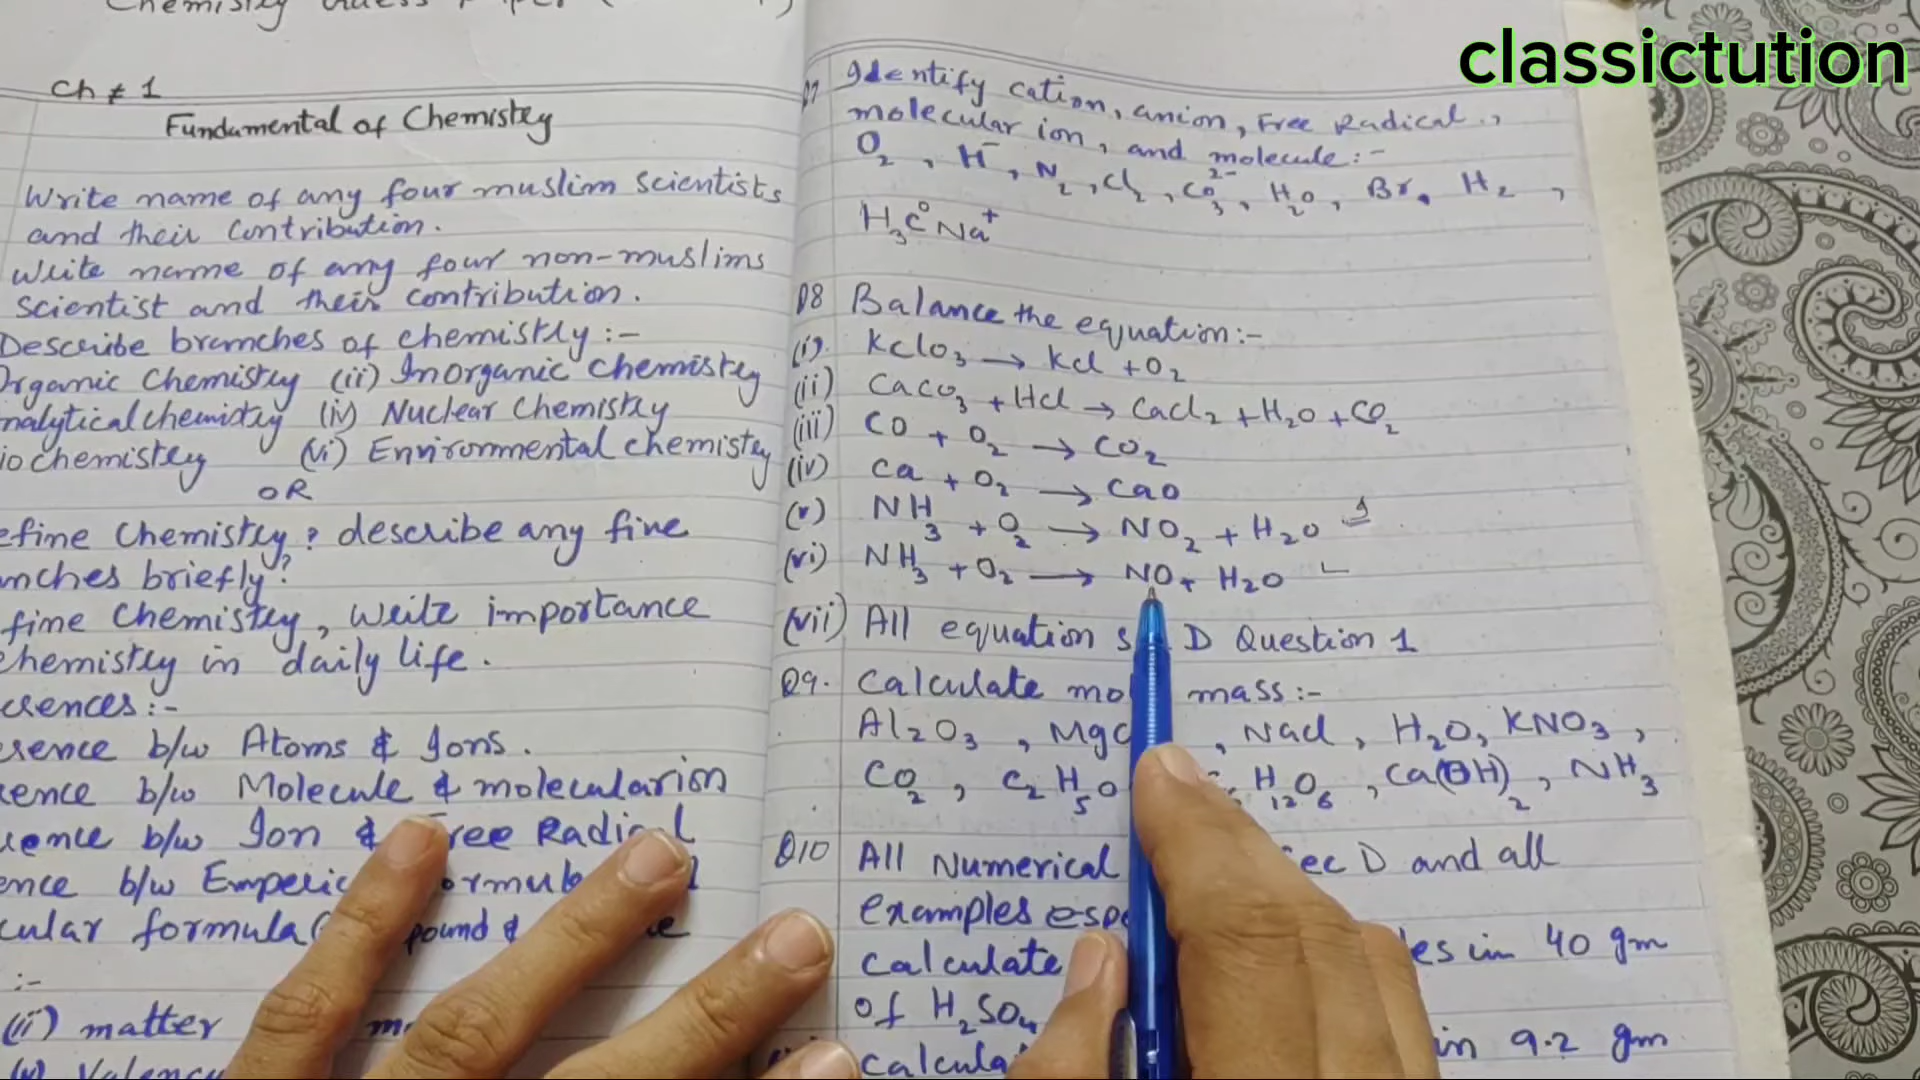 Chemistry Guess Paper
classictution
Ch # 1
Fundamental of Chemistry
Write name of any four muslim scientists
and their contribution.
Write name of any four non-muslims
scientist and their contribution.
Describe branches of chemistry :-
Organic Chemistry (ii) Inorganic chemistry
nalytical chemistry (iv) Nuclear Chemistry
iochemistry (vi) Environmental chemistry
OR
efine Chemistry? describe any five
nches briefly?
fine Chemistry, Write importance
chemistry in daily life.
erences :-
erence b/w Atoms & Ions.
rence b/w Molecule & molecular ion
rence b/w Ion & Free Radical
ence b/w Emperic
cular formula pound &
:-
(ii) matter
(v) Valency
Q7 Identify cation, anion, Free Radical,
molecular ion, and molecule :-
O₂, H⁻, N₂, Cl₂, CO₃²⁻, H₂O, Br, H₂,
H₃C⁰ Na⁺
Q8 Balance the equation :-
(i). KClO₃ → KCl + O₂
(ii) CaCO₃ + HCl → CaCl₂ + H₂O + CO₂
(iii) CO + O₂ → CO₂
(iv) Ca + O₂ → CaO
(v) NH₃ + O₂ → NO₂ + H₂O
(vi) NH₃ + O₂ → NO + H₂O
(vii) All equation D Question 1
Q9. Calculate mass :-
Al₂O₃, NaCl, H₂O, KNO₃,
CO₂, C₂H₅O H₁₂O₆, Ca(OH)₂, NH₃
Q10 All Numerical Sec D and all
examples
calculate in 40 gm
of H₂SO₄
in 9.2 gm